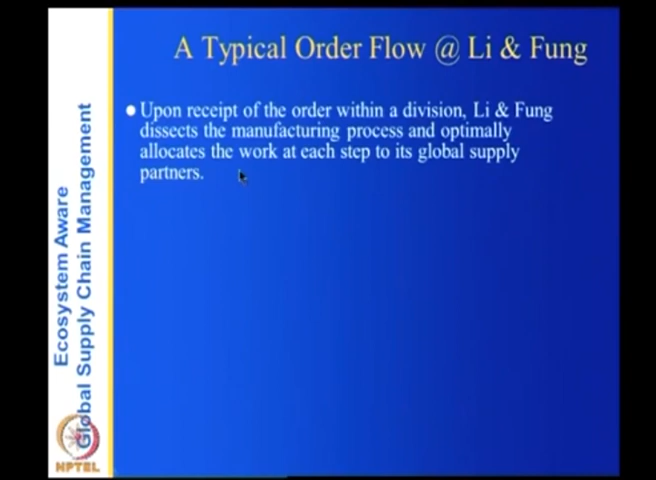 A Typical Order Flow @ Li & Fung
Upon receipt of the order within a division, Li & Fung
dissects the manufacturing process and optimally
allocates the work at each step to its global supply
partners.
Ecosystem Aware
Global Supply Chain Management
NPTEL